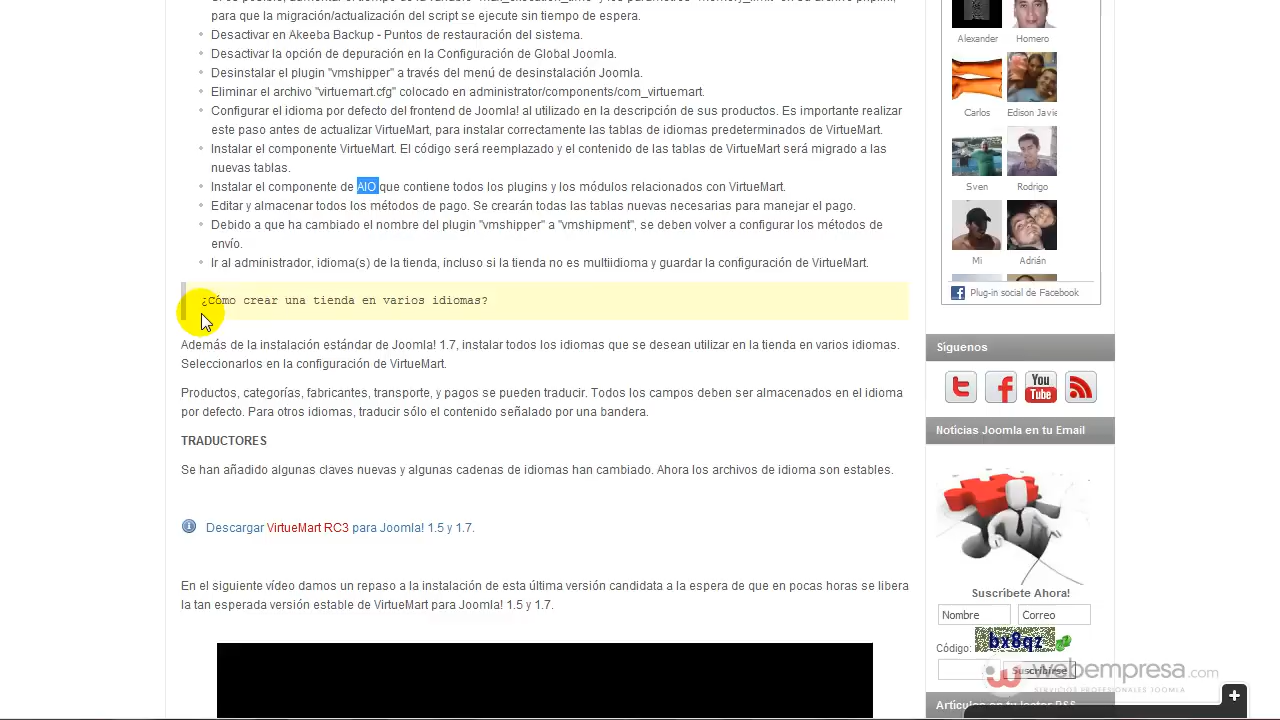 para que la migración/actualización del script se ejecute sin tiempo de espera.
Desactivar Akeeba Backup - Puntos de restauración del sistema.
Desactivar "Depurar Configuración de Configuración Global" de Joomla!
Desinstalar "vmshipper" a través del menú de desinstalación Joomla.
Eliminar "virtuemart.cfg" colocado en administrator/components/com_virtuemart.
Configurar el idioma por defecto del frontend de Joomla! al utilizado en la descripción de sus productos. Es importante realizar
este paso antes de actualizar VirtueMart, para instalar correctamente las tablas de idiomas predeterminados de VirtueMart.
Instalar el paquete de VirtueMart. El código será reemplazado y el contenido de las tablas de VirtueMart será migrado a las
nuevas tablas.
Instalar el componente de AIO que contiene todos los plugins y los módulos relacionados con VirtueMart.
Editar y almacenar todos los métodos de pago. Se añadirán las tablas nuevas necesarias para manejar el pago.
Debido a que ha cambiado el nombre del plugin "vmshipper" a "vmshipment", se deben volver a configurar los métodos de
envío.
Ir al admin(s) de la tienda, incluso si la tienda no es multiidioma y guardar la configuración de VirtueMart.
¿Cómo crear una tienda en varios idiomas?
Además de la instalación estándar de Joomla! 1.7, instalar todos los idiomas que se desean utilizar en la tienda en varios idiomas.
Seleccionarlos en la configuración de VirtueMart.
Productos, categorías, fabricantes, transporte, y pagos se pueden traducir. Todos los campos deben ser almacenados en el idioma
por defecto. Para otros idiomas traducir sólo el contenido señalado por una bandera.
TRADUCTORES
Se han añadido algunas claves nuevas y algunas cadenas de idiomas han cambiado. Ahora los archivos de idioma son estables.
Descargar VirtueMart RC3 para Joomla! 1.5 y 1.7.
En el siguiente vídeo damos un repaso a la instalación de esta última versión candidata a la espera de que en pocas horas se libera
la tan esperada versión estable de VirtueMart para Joomla! 1.5 y 1.7.
Alexander Homero
Carlos Edison Javie
Sven Rodrigo
Mi Adrián
Plug-in social de Facebook
Síguenos
You
Tube
Noticias Joomla en tu Email
Suscríbete Ahora!
Nombre Correo
Código: bx8qz
Suscribirse
webempresa.com
SERVICIOS PROFESIONALES JOOMLA
Articulos en tu lector RSS